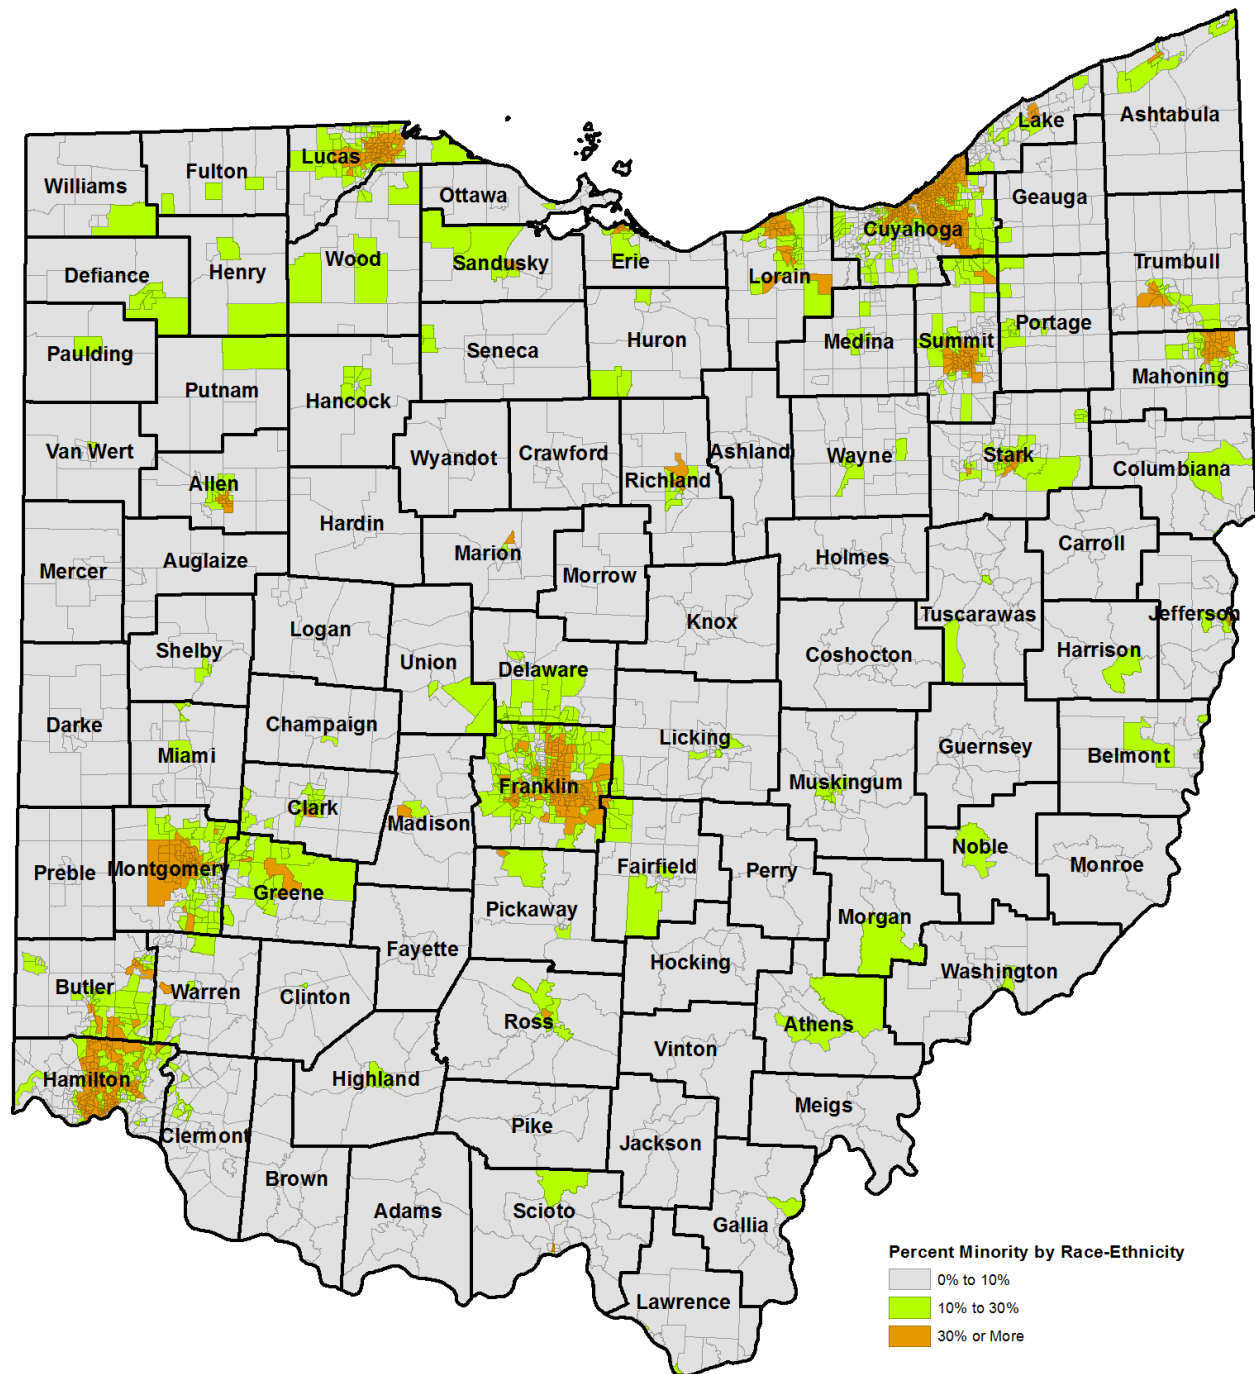 Ashtabula
Lake
Lucas
Fulton
Williams
Ottawa
Geauga
Cuyahoga
Wood
Sandusky
Erie
Lorain
Trumbull
Defiance
Henry
Paulding
Seneca
Huron
Medina
Summit
Portage
Mahoning
Putnam
Hancock
Van Wert
Wyandot
Crawford
Ashland
Wayne
Stark
Columbiana
Allen
Richland
Hardin
Marion
Holmes
Carroll
Mercer
Auglaize
Morrow
Knox
Tuscarawas
Jefferson
Logan
Shelby
Union
Delaware
Coshocton
Harrison
Darke
Champaign
Licking
Guernsey
Belmont
Miami
Franklin
Muskingum
Clark
Madison
Preble
Montgomery
Greene
Fairfield
Perry
Noble
Monroe
Pickaway
Morgan
Fayette
Hocking
Washington
Butler
Warren
Clinton
Ross
Athens
Vinton
Hamilton
Highland
Meigs
Clermont
Pike
Jackson
Brown
Adams
Scioto
Gallia
Lawrence
Percent Minority by Race-Ethnicity
0% to 10%
10% to 30%
30% or More